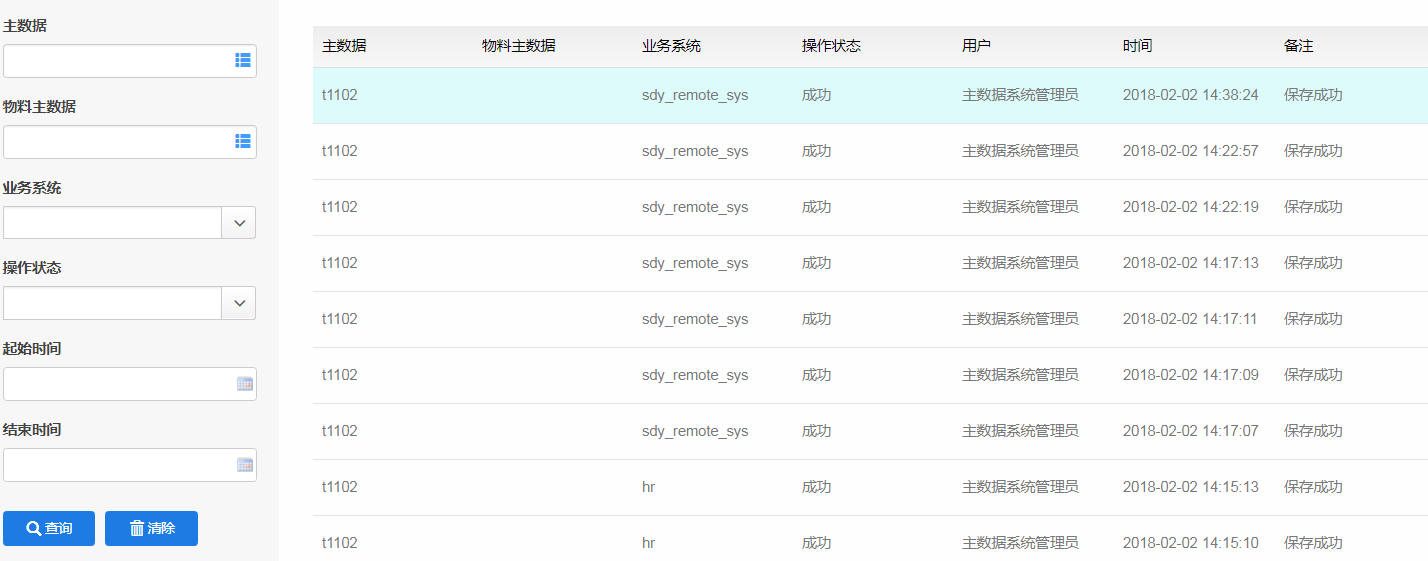 主数据
物料主数据
业务系统
操作状态
起始时间
结束时间
查询 清除
主数据 物料主数据 业务系统 操作状态 用户 时间 备注
t1102 sdy_remote_sys 成功 主数据系统管理员 2018-02-02 14:38:24 保存成功
t1102 sdy_remote_sys 成功 主数据系统管理员 2018-02-02 14:22:57 保存成功
t1102 sdy_remote_sys 成功 主数据系统管理员 2018-02-02 14:22:19 保存成功
t1102 sdy_remote_sys 成功 主数据系统管理员 2018-02-02 14:17:13 保存成功
t1102 sdy_remote_sys 成功 主数据系统管理员 2018-02-02 14:17:11 保存成功
t1102 sdy_remote_sys 成功 主数据系统管理员 2018-02-02 14:17:09 保存成功
t1102 sdy_remote_sys 成功 主数据系统管理员 2018-02-02 14:17:07 保存成功
t1102 hr 成功 主数据系统管理员 2018-02-02 14:15:13 保存成功
t1102 hr 成功 主数据系统管理员 2018-02-02 14:15:10 保存成功